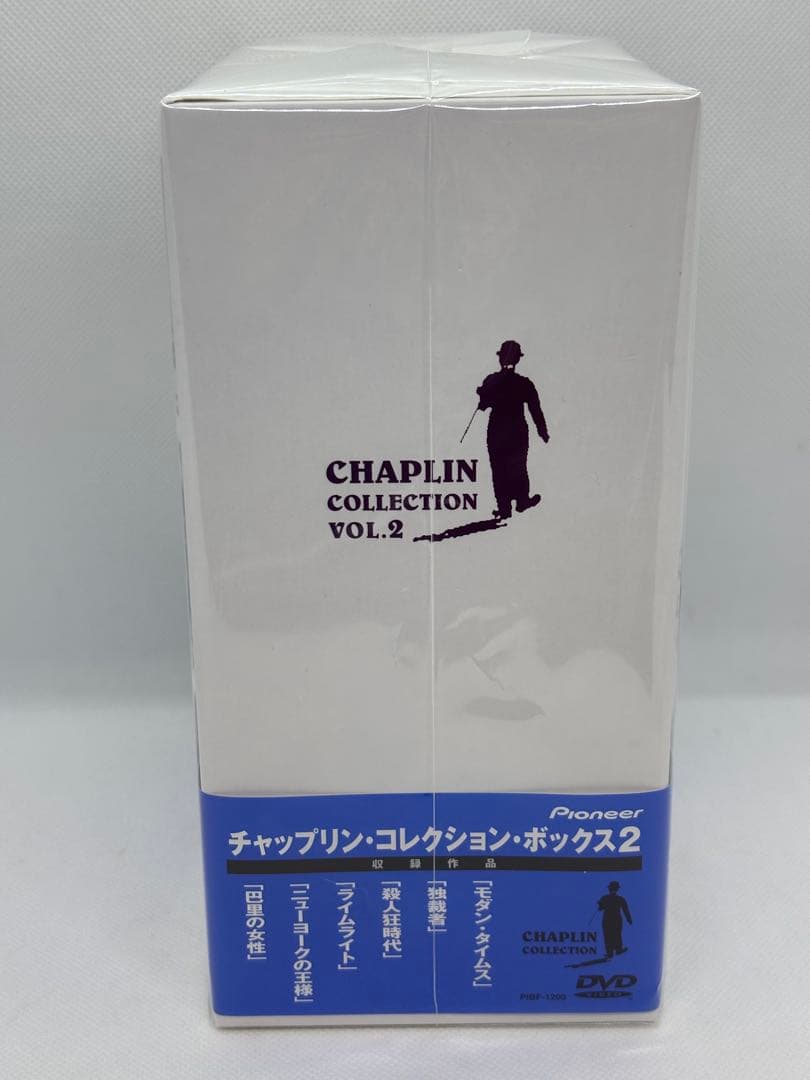 CHAPLIN
COLLECTION
VOL.2
Pioneer
チャップリン・コレクション・ボックス2
収録作品
「モダン・タイムス」
「独裁者」
「殺人狂時代」
「ライムライト」
「ニューヨークの王様」
「巴里の女性」
CHAPLIN
COLLECTION
DVD
VIDEO
PIBF-1200